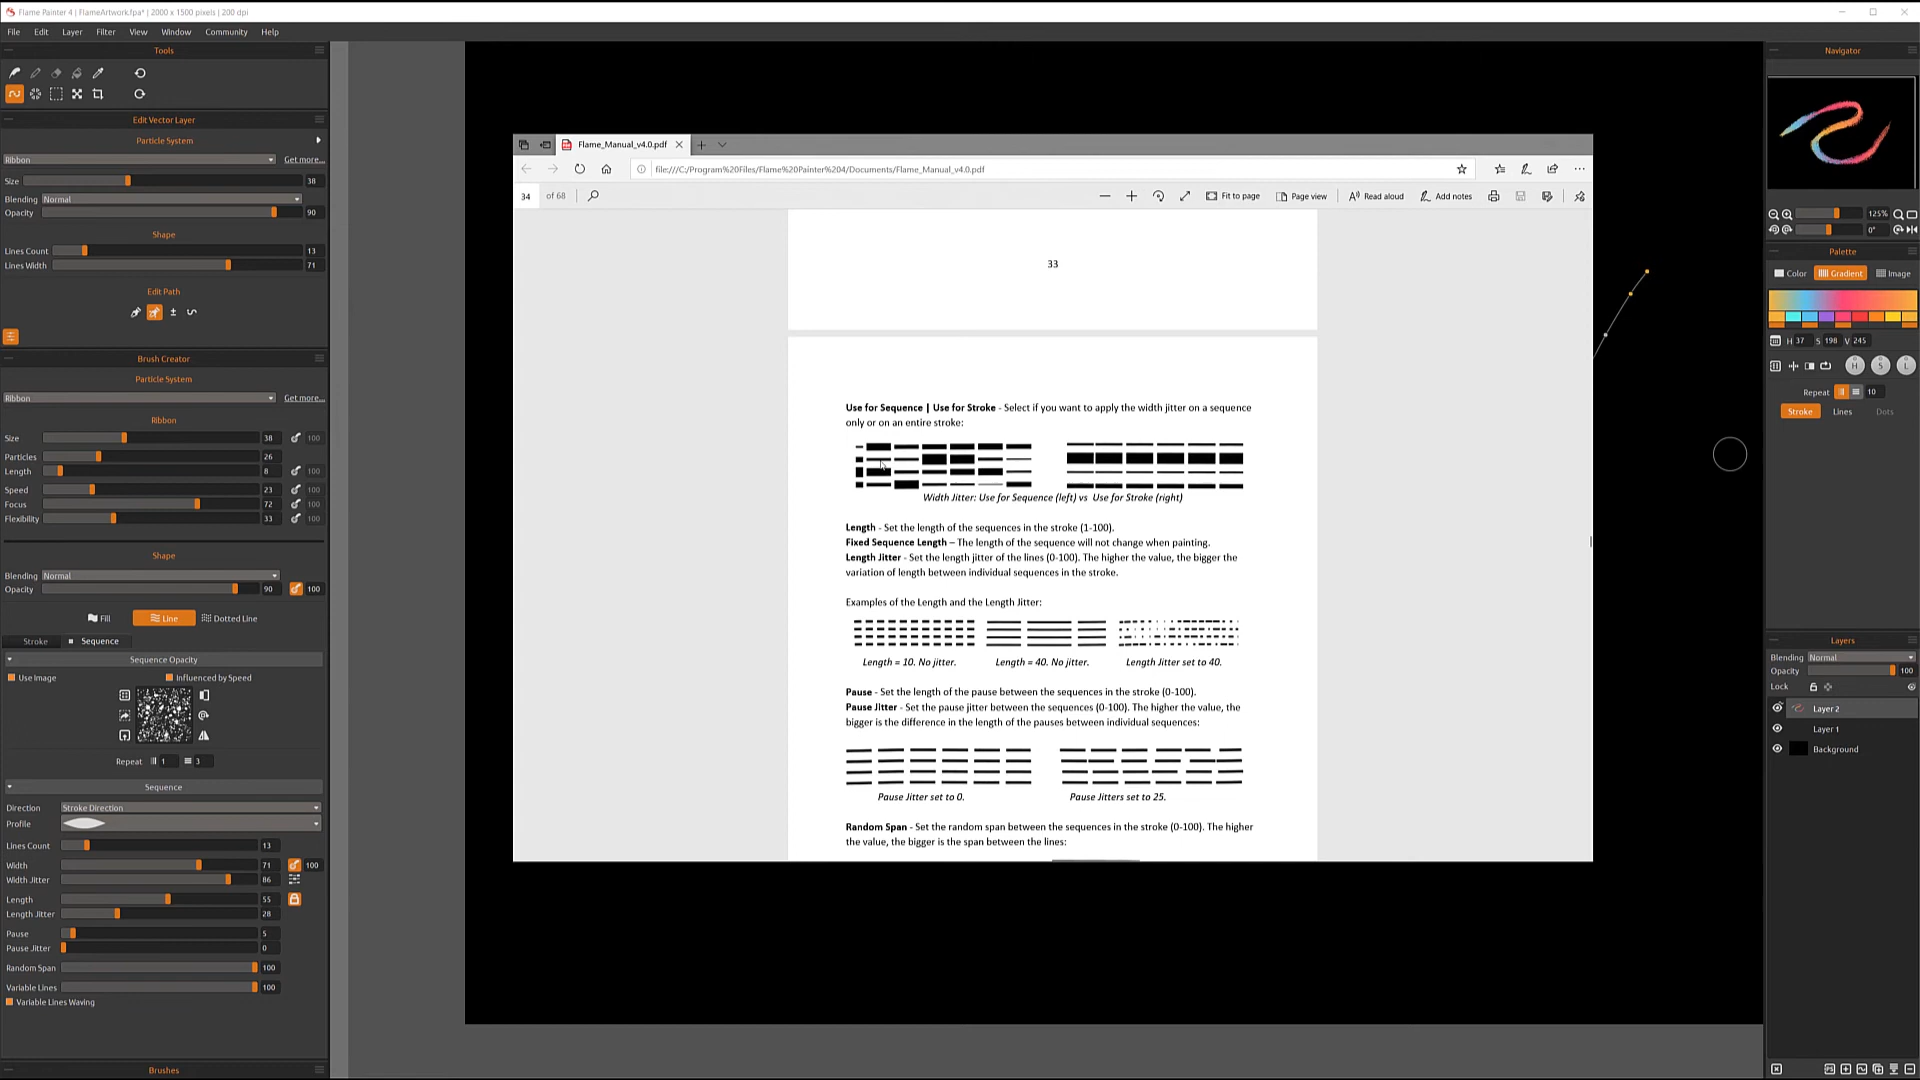 Flame Painter 4 | FlameArtwork.fpa* | 2000 x 1500 pixels | 200 dpi
File Edit Layer Filter View Window Community Help
Tools
Edit Vector Layer
Particle System
Ribbon Get more...
Size 38
Blending Normal
Opacity 90
Shape
Lines Count 13
Lines Width 71
Edit Path
Brush Creator
Particle System
Ribbon Get more...
Ribbon
Size 38 100
Particles 26
Length 8 100
Speed 23 100
Focus 72 100
Flexibility 33 100
Shape
Blending Normal
Opacity 90 100
Fill Line Dotted Line
Stroke Sequence
Sequence Opacity
Use Image Influenced by Speed
Repeat 1 3
Sequence
Direction Stroke Direction
Profile
Lines Count 13
Width 71 100
Width Jitter 86
Length 55
Length Jitter 28
Pause 5
Pause Jitter 0
Random Span 100
Variable Lines 100
Variable Lines Waving
Brushes
Flame_Manual_v4.0.pdf
file:///C:/Program%20Files/Flame%20Painter%204/Documents/Flame_Manual_v4.0.pdf
34 of 68 Fit to page Page view Read aloud Add notes
33
Use for Sequence | Use for Stroke - Select if you want to apply the width jitter on a sequence
only or on an entire stroke:
Width Jitter: Use for Sequence (left) vs Use for Stroke (right)
Length - Set the length of the sequences in the stroke (1-100).
Fixed Sequence Length – The length of the sequence will not change when painting.
Length Jitter - Set the length jitter of the lines (0-100). The higher the value, the bigger the
variation of length between individual sequences in the stroke.
Examples of the Length and the Length Jitter:
Length = 10. No jitter. Length = 40. No jitter. Length Jitter set to 40.
Pause - Set the length of the pause between the sequences in the stroke (0-100).
Pause Jitter - Set the pause jitter between the sequences (0-100). The higher the value, the
bigger is the difference in the length of the pauses between individual sequences:
Pause Jitter set to 0. Pause Jitters set to 25.
Random Span - Set the random span between the sequences in the stroke (0-100). The higher
the value, the bigger is the span between the lines:
Navigator
125%
0°
Palette
Color Gradient Image
H 37 S 198 V 245
H S L
Repeat 10
Stroke Lines Dots
Layers
Blending Normal
Opacity 100
Lock
Layer 2
Layer 1
Background